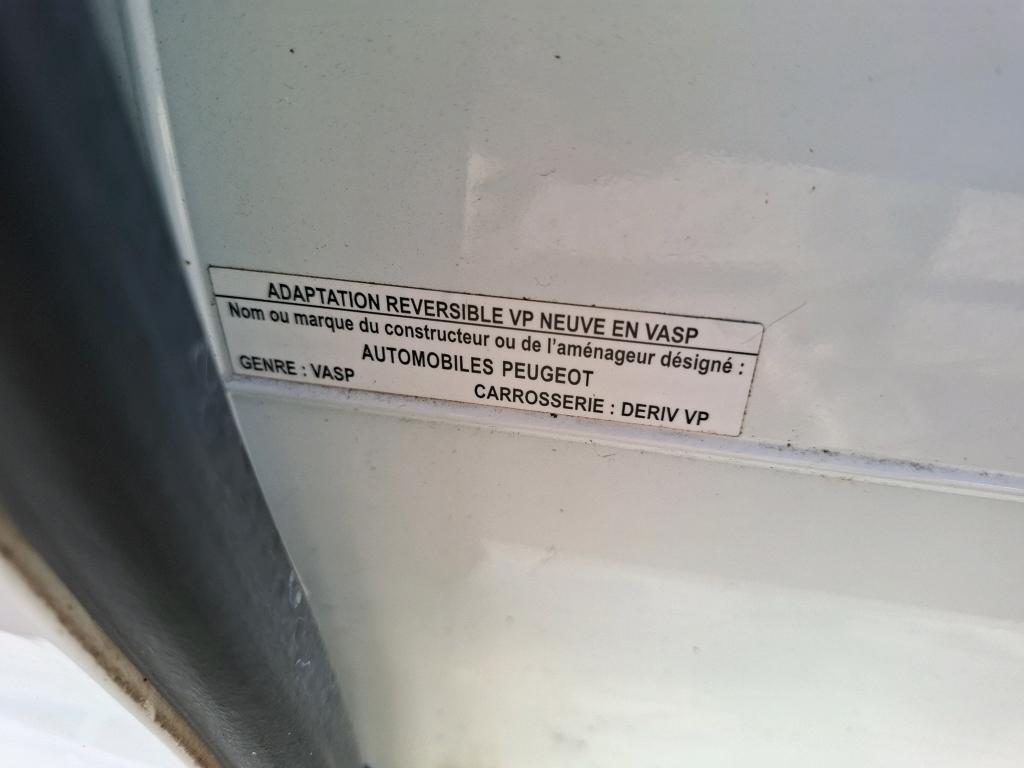 ADAPTATION REVERSIBLE VP NEUVE EN VASP
Nom ou marque du constructeur ou de l'aménageur désigné :
AUTOMOBILES PEUGEOT
GENRE : VASP
CARROSSERIE : DERIV VP